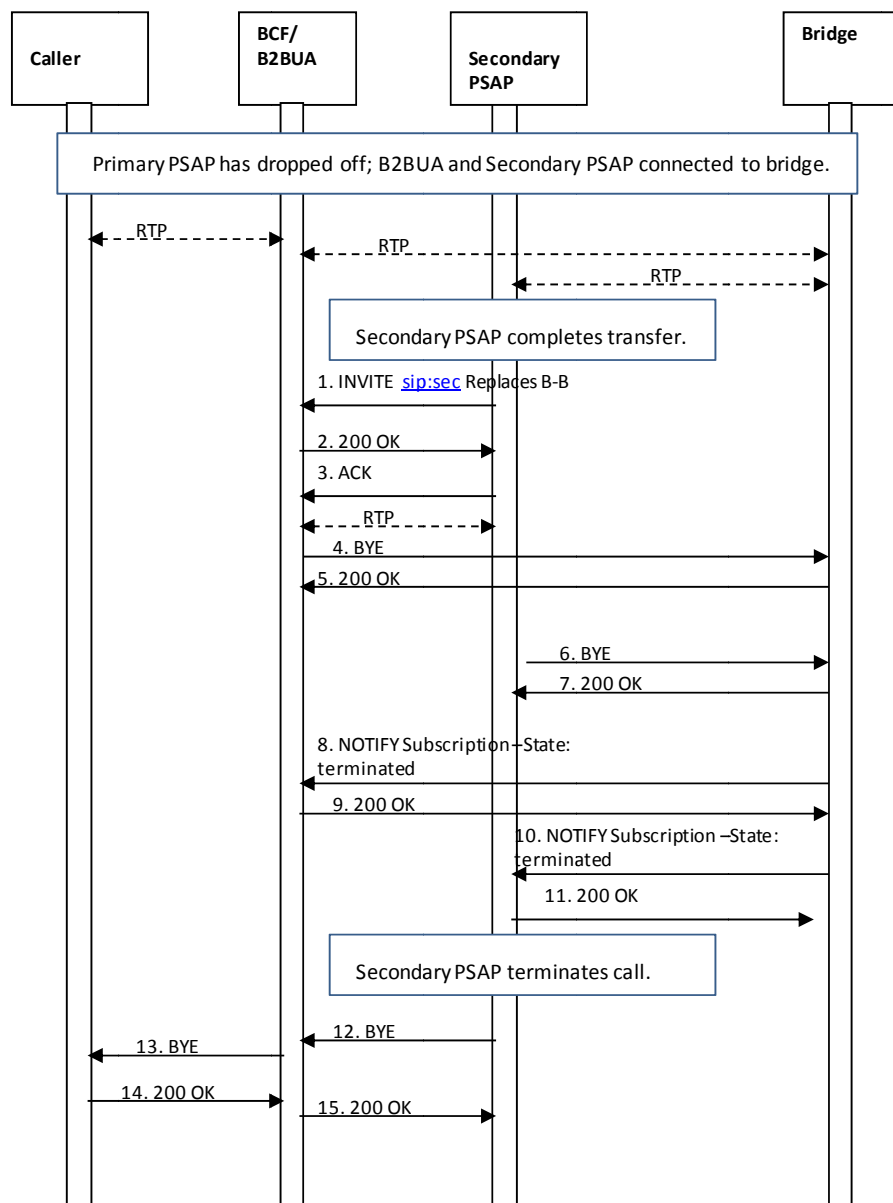 Caller
BCF/
B2BUA
Secondary
PSAP
Bridge
Primary PSAP has dropped off; B2BUA and Secondary PSAP connected to bridge.
RTP
RTP
RTP
Secondary PSAP completes transfer.
1. INVITE sip:sec Replaces B-B
2. 200 OK
3. ACK
RTP
4. BYE
5. 200 OK
6. BYE
7. 200 OK
8. NOTIFY Subscription –State:
terminated
9. 200 OK
10. NOTIFY Subscription –State:
terminated
11. 200 OK
Secondary PSAP terminates call.
12. BYE
13. BYE
14. 200 OK
15. 200 OK